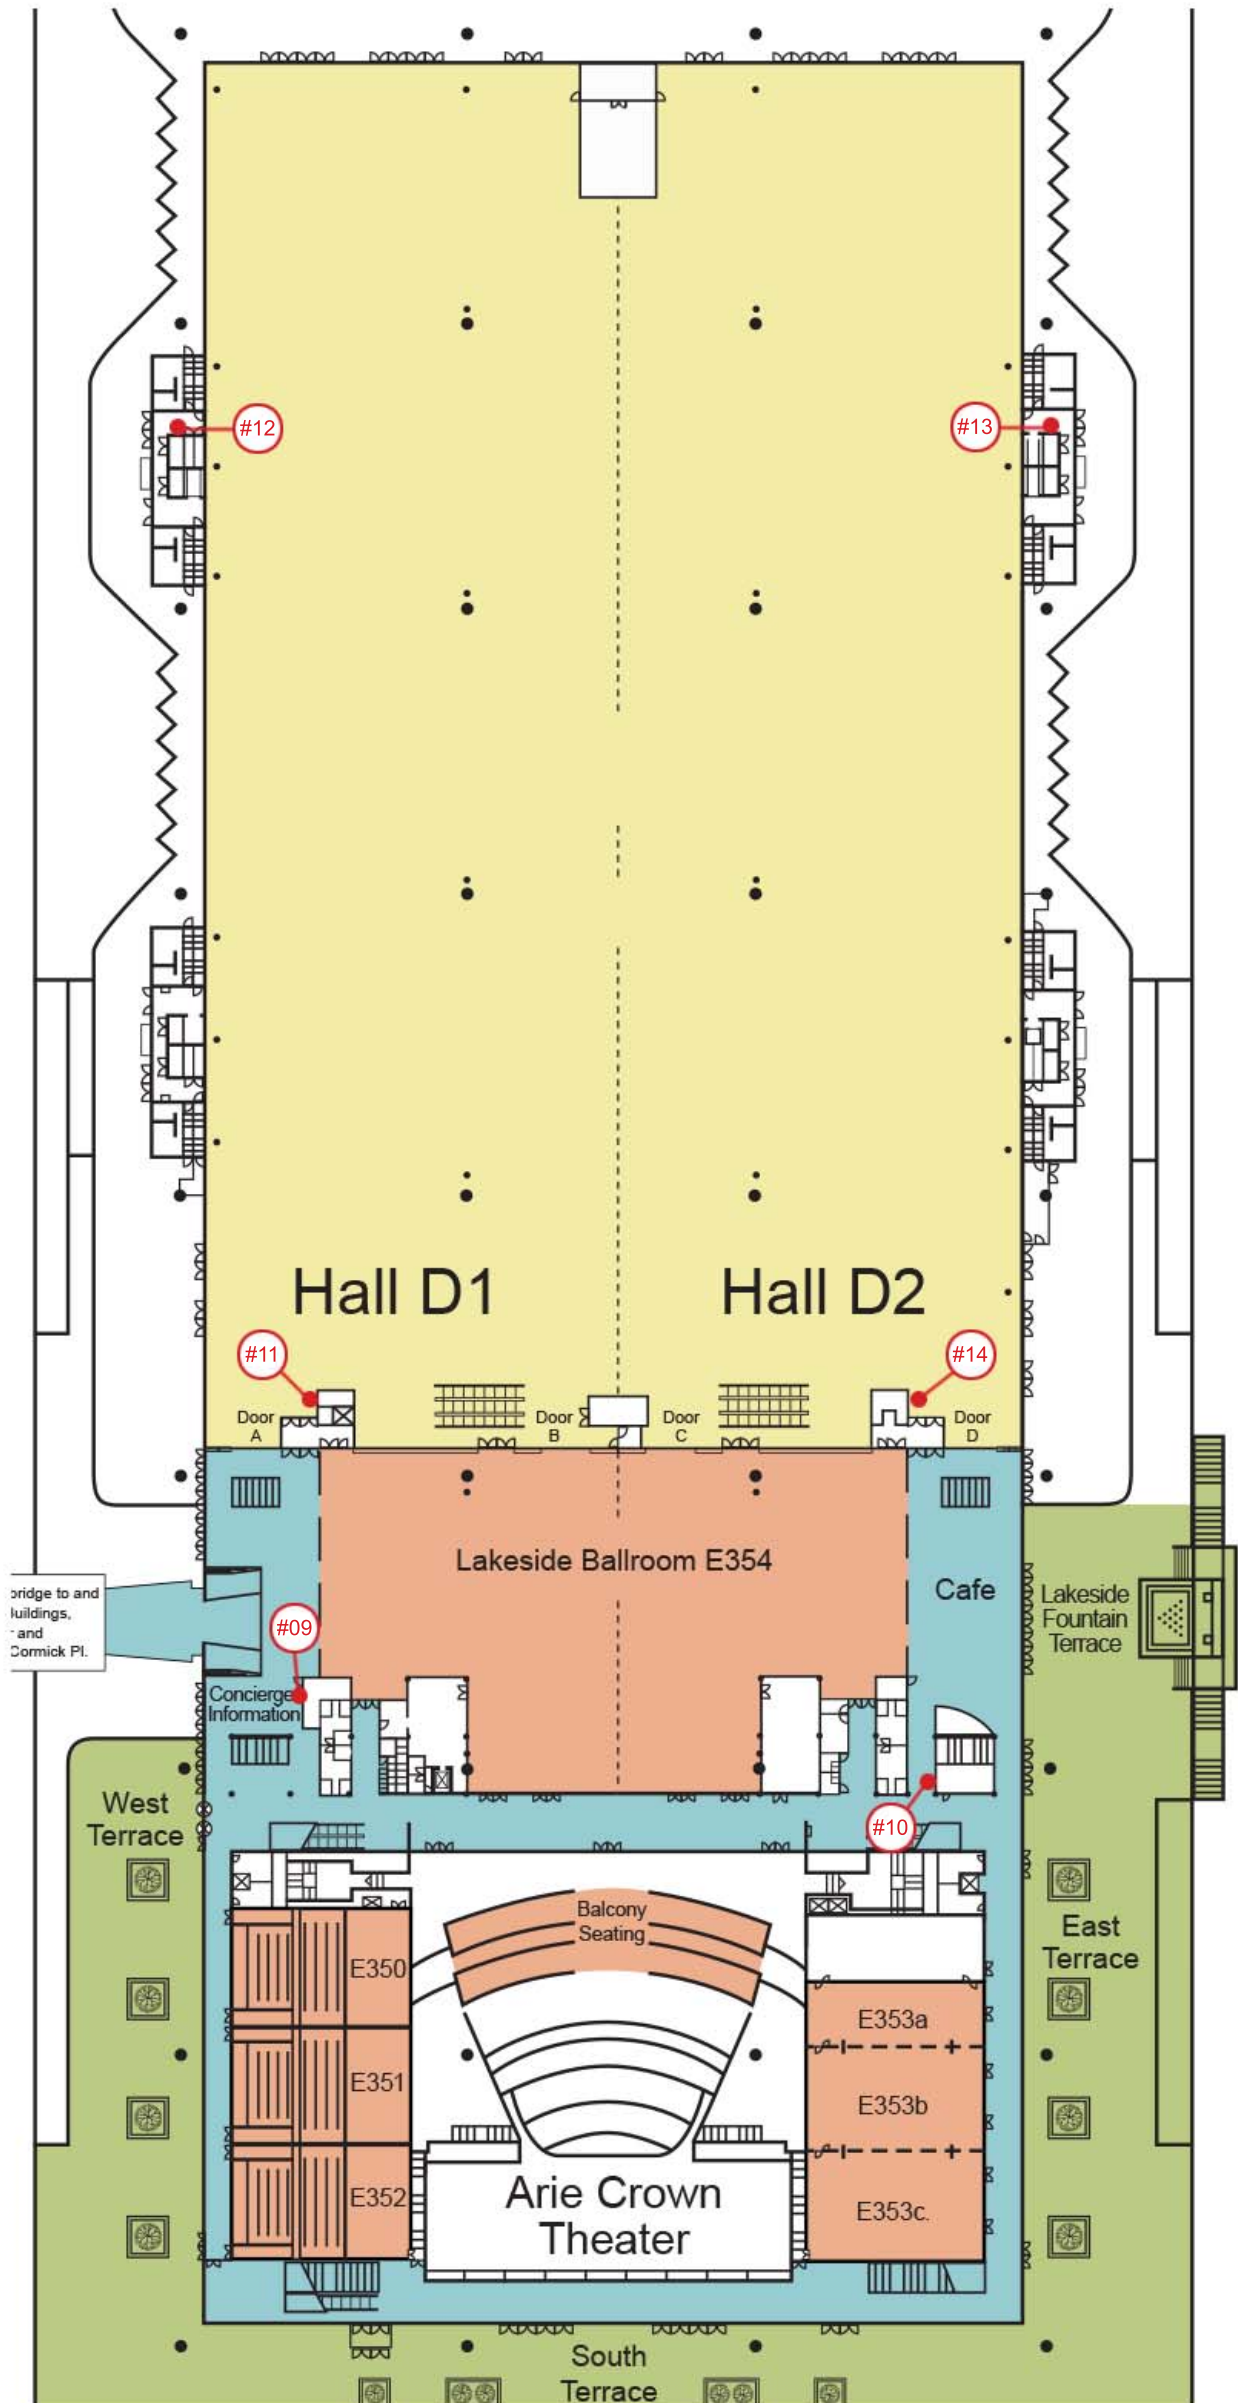 #12
#13
Hall D1
Hall D2
#11
#14
Door
A
Door
B
Door
C
Door
D
Lakeside Ballroom E354
Cafe
Lakeside
Fountain
Terrace
bridge to and
Buildings,
and
Cormick Pl.
#09
Concierge
Information
West
Terrace
#10
Balcony
Seating
East
Terrace
E350
E353a
E351
E353b
E352
E353c.
Arie Crown
Theater
South
Terrace